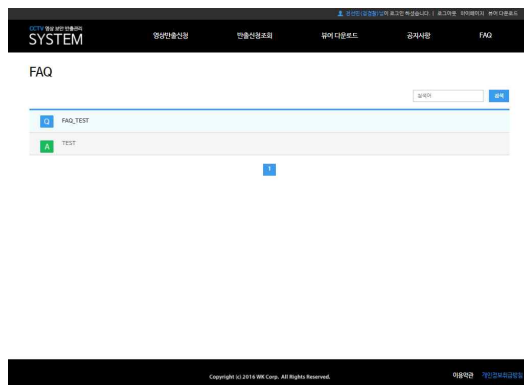 님이 로그인 하셨습니다. | 로그아웃 마이페이지 뷰어 다운로드
CCTV 영상 보안 반출관리
SYSTEM
영상반출신청 반출신청조회 뷰어 다운로드 공지사항 FAQ
FAQ
검색어 검색
Q FAQ_TEST
A TEST
1
Copyright (c) 2016 WK Corp. All Rights Reserved.
이용약관 개인정보취급방침